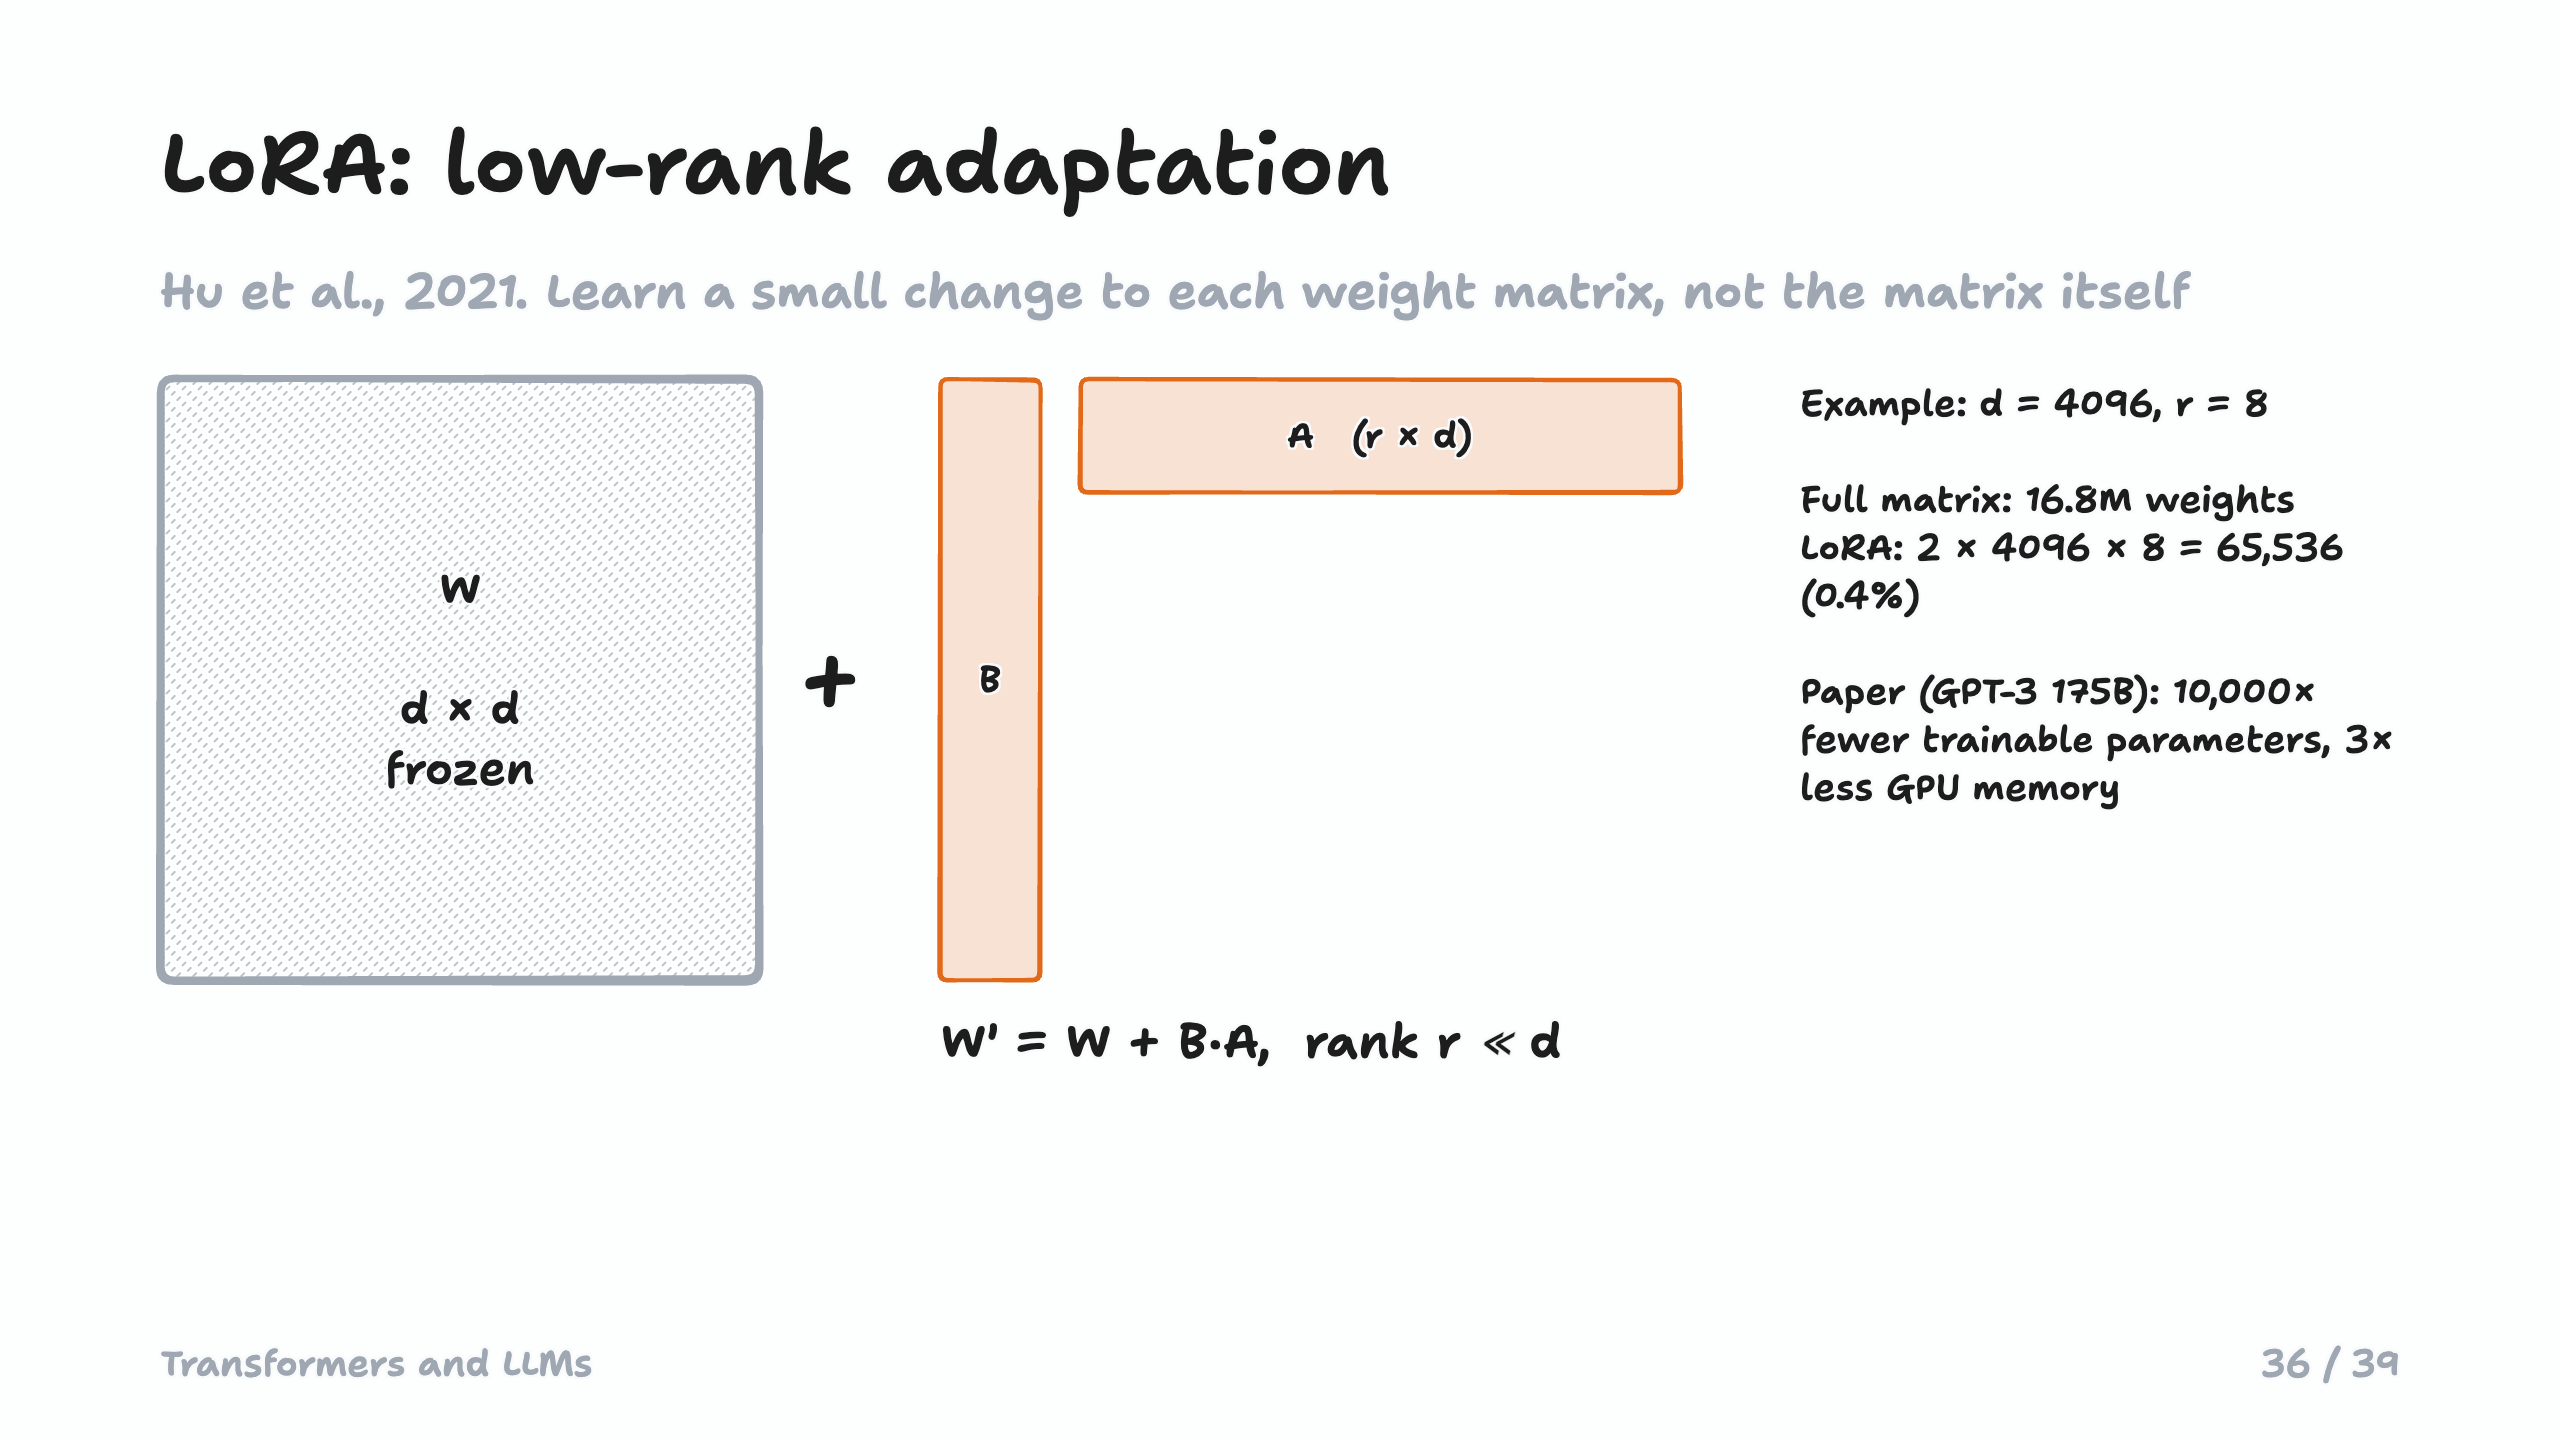 LoRA: low-rank adaptation
Hu et al., 2021. Learn a small change to each weight matrix, not the matrix itself
W
d × d
frozen
+
B
A (r × d)
W' = W + B·A, rank r ≪ d
Example: d = 4096, r = 8
Full matrix: 16.8M weights
LoRA: 2 × 4096 × 8 = 65,536
(0.4%)
Paper (GPT-3 175B): 10,000×
fewer trainable parameters, 3×
less GPU memory
Transformers and LLMs
36 / 39